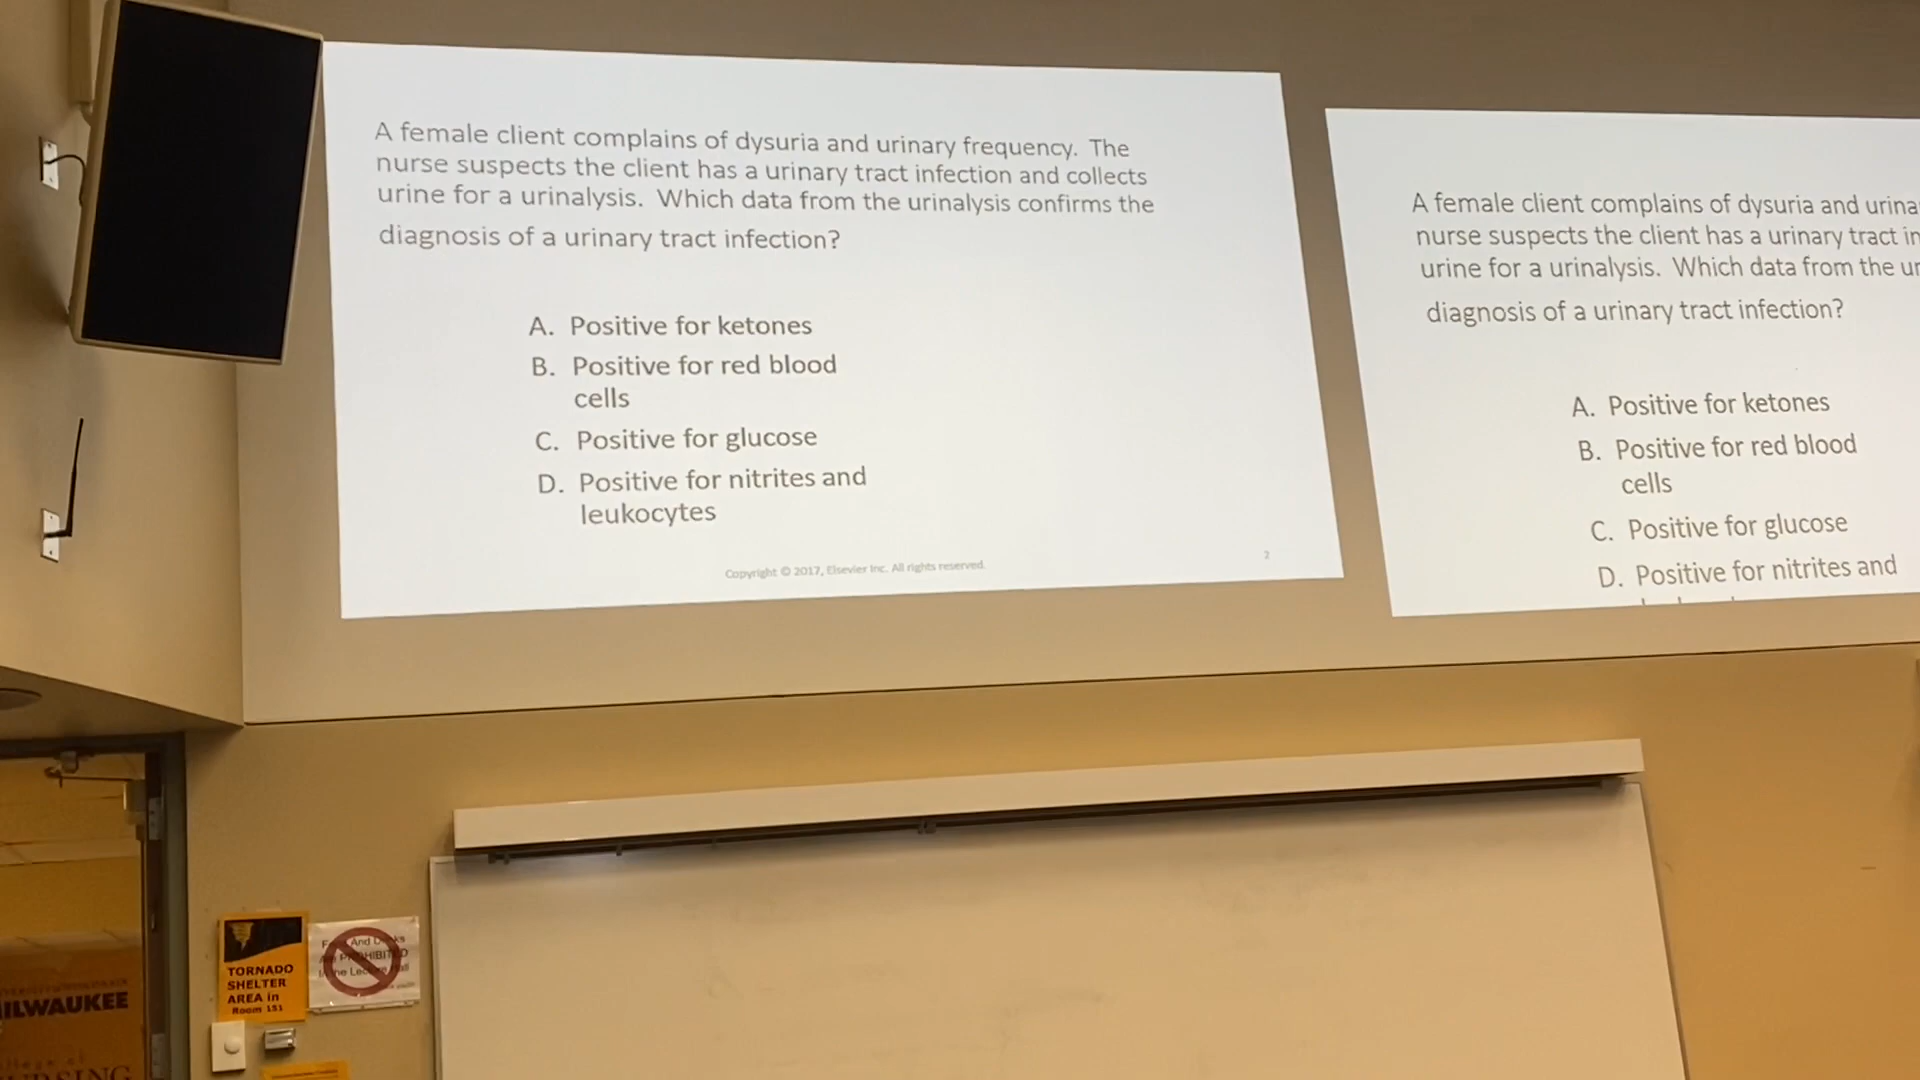 A female client complains of dysuria and urinary frequency. The
nurse suspects the client has a urinary tract infection and collects
urine for a urinalysis. Which data from the urinalysis confirms the
diagnosis of a urinary tract infection?
A. Positive for ketones
B. Positive for red blood
cells
C. Positive for glucose
D. Positive for nitrites and
leukocytes
Copyright © 2017, Elsevier Inc. All rights reserved.
2
A female client complains of dysuria and urina
nurse suspects the client has a urinary tract in
urine for a urinalysis. Which data from the ur
diagnosis of a urinary tract infection?
A. Positive for ketones
B. Positive for red blood
cells
C. Positive for glucose
D. Positive for nitrites and
TORNADO
SHELTER
AREA in
Room 151
And
the
ILWAUKEE